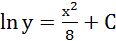 ln y = x²/8 + C